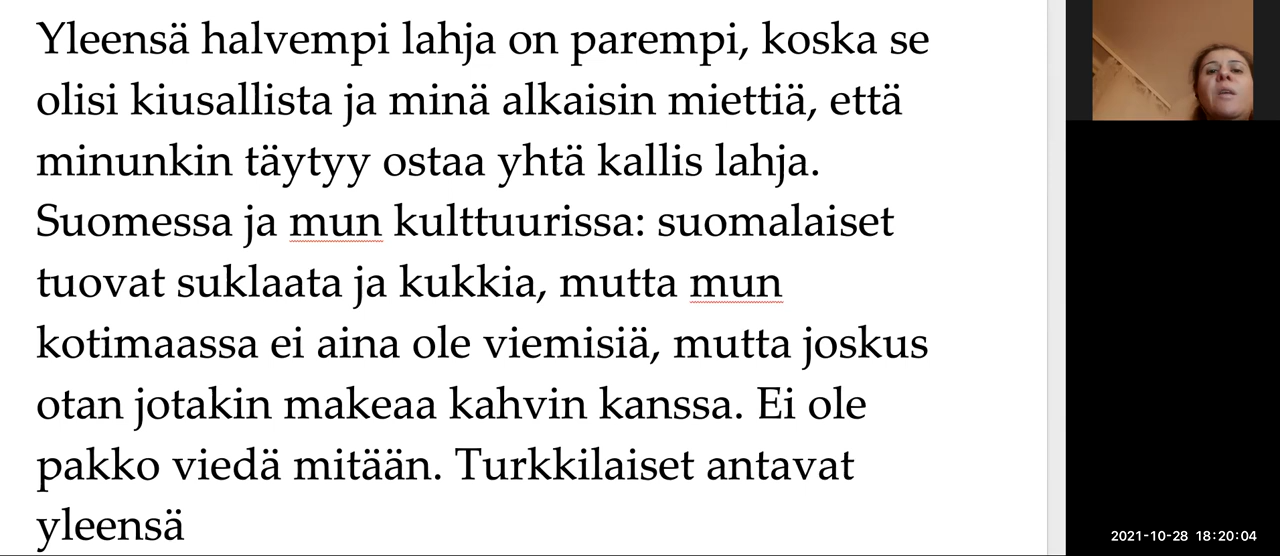 Yleensä halvempi lahja on parempi, koska se
olisi kiusallista ja minä alkaisin miettiä, että
minunkin täytyy ostaa yhtä kallis lahja.
Suomessa ja mun kulttuurissa: suomalaiset
tuovat suklaata ja kukkia, mutta mun
kotimaassa ei aina ole viemisiä, mutta joskus
otan jotakin makeaa kahvin kanssa. Ei ole
pakko viedä mitään. Turkkilaiset antavat
yleensä
2021-10-28 18:20:04